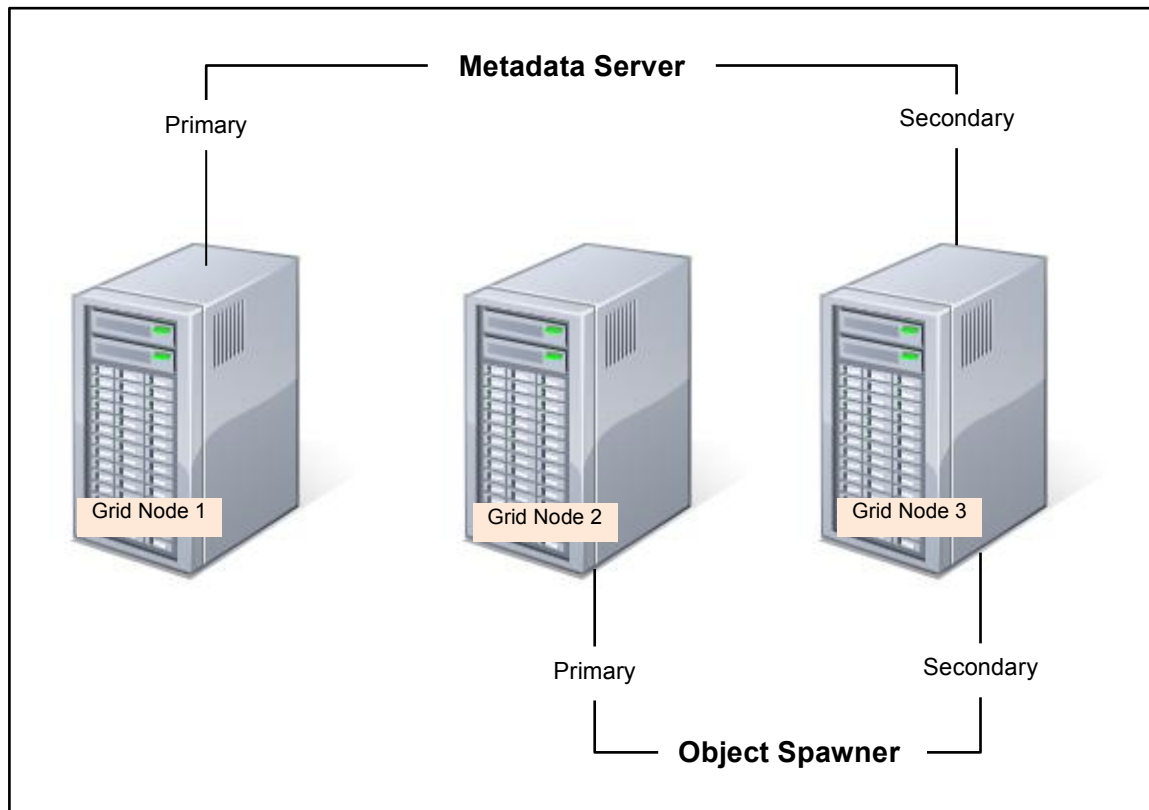 Metadata Server
Primary
Secondary
Grid Node 1
Grid Node 2
Grid Node 3
Primary
Secondary
Object Spawner